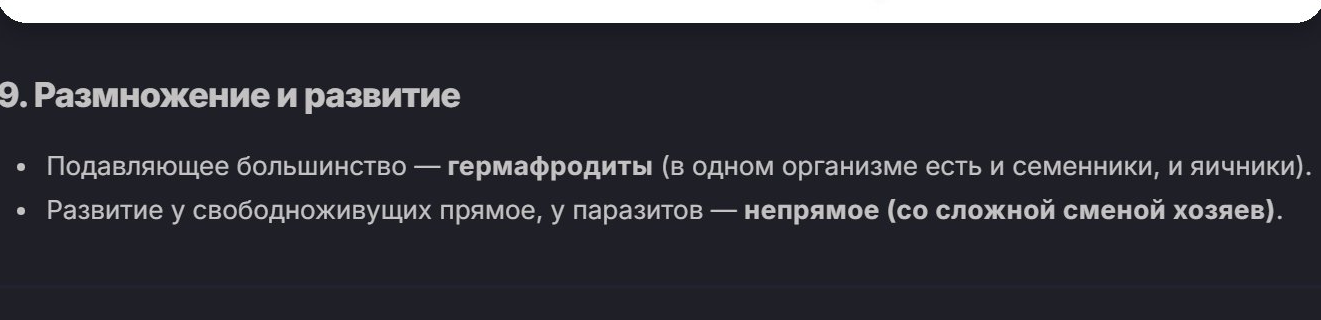 9. Размножение и развитие
• Подавляющее большинство — гермафродиты (в одном организме есть и семенники, и яичники).
• Развитие у свободноживущих прямое, у паразитов — непрямое (со сложной сменой хозяев).